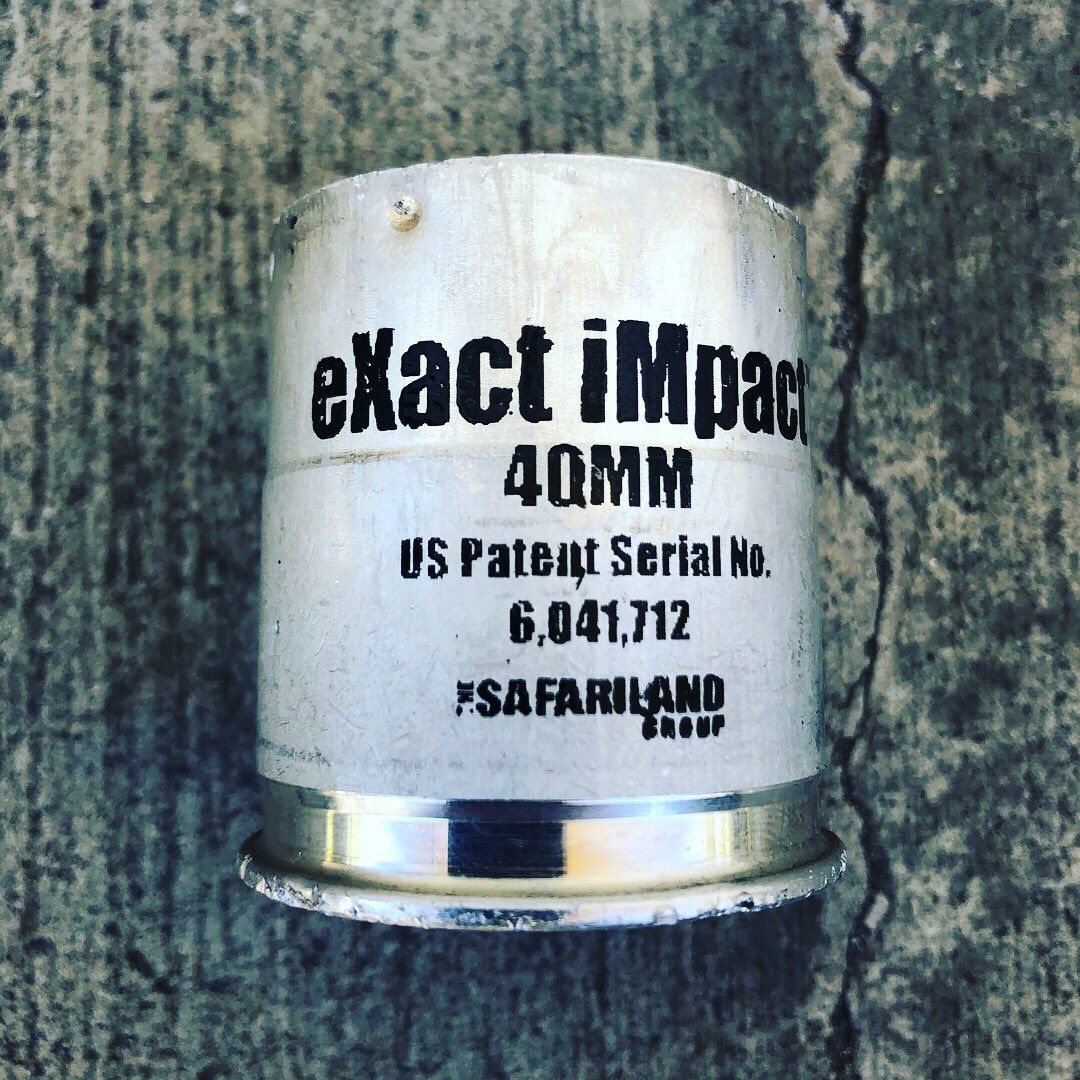 eXact iMpact
40MM
US Patent Serial No.
6,041,712
THE SAFARILAND
GROUP